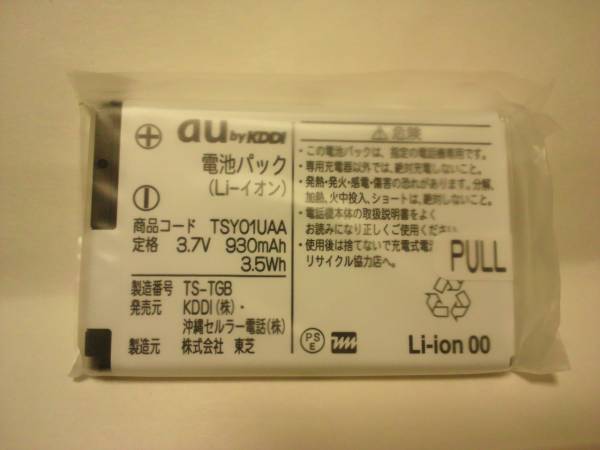 au by KDDI
電池パック
(Li-イオン)
商品コード TSY01UAA
定格 3.7V 930mAh
3.5Wh
製造番号 TS-TGB
発売元 KDDI(株)・
沖縄セルラー電話(株)
製造元 株式会社 東芝
⚠危険
・この電池パックは、指定の電話機専用です。
・専用充電器以外では、絶対充電しないこと。
・発熱・発火・感電・傷害の恐れがあります。分解、
加熱、火中投入、ショートは、絶対しないこと。
・電話機本体の取扱説明書をよく
お読みになり正しくご使用くださ
・使用後は捨てないで充電式電
リサイクル協力店へ。
PULL
PS
E
Li-ion 00